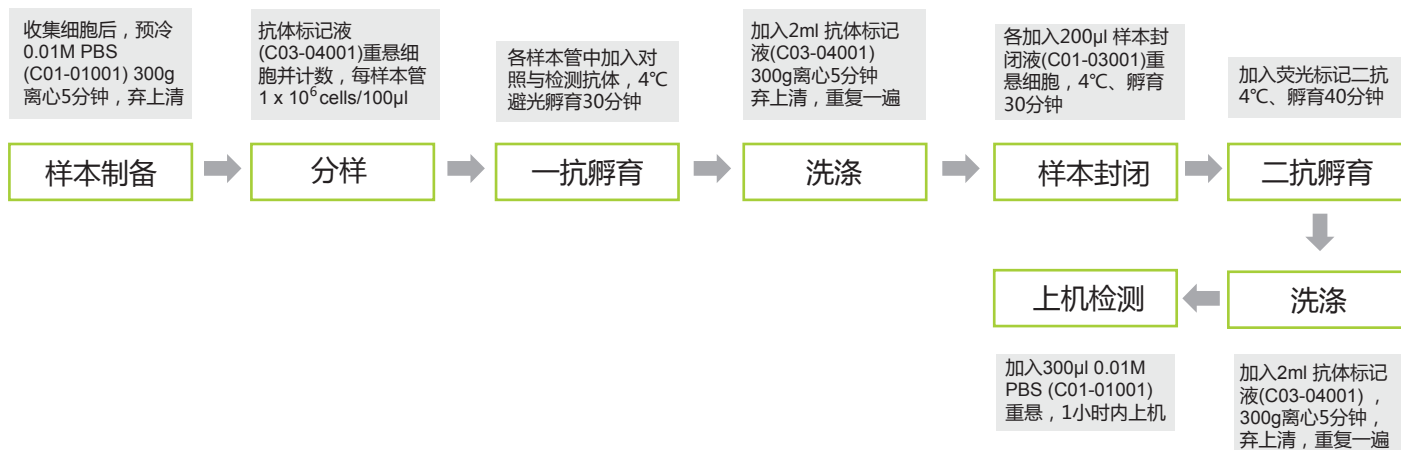 收集细胞后，预冷
0.01M PBS
(C01-01001) 300g
离心5分钟，弃上清
抗体标记液
(C03-04001)重悬细
胞并计数，每样本管
1 x 10⁶ cells/100μl
各样本管中加入对
照与检测抗体，4℃
避光孵育30分钟
加入2ml 抗体标记
液(C03-04001)
300g离心5分钟
弃上清，重复一遍
各加入200μl 样本封
闭液(C01-03001)重
悬细胞，4℃、孵育
30分钟
加入荧光标记二抗
4℃、孵育40分钟
样本制备
分样
一抗孵育
洗涤
样本封闭
二抗孵育
上机检测
洗涤
加入300μl 0.01M
PBS (C01-01001)
重悬，1小时内上机
加入2ml 抗体标记
液(C03-04001)，
300g离心5分钟，
弃上清，重复一遍